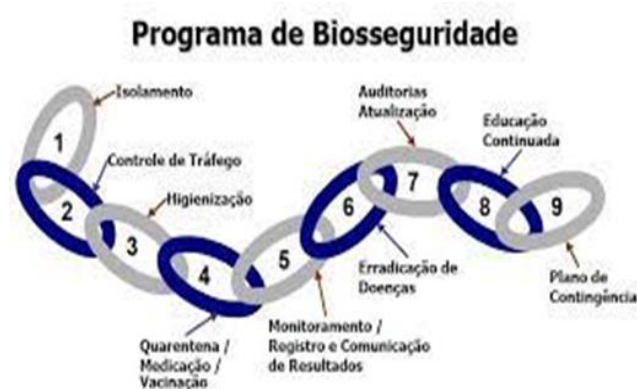 Programa de Biosseguridade
1
Isolamento
2
Controle de Tráfego
3
Higienização
4
Quarentena /
Medicação /
Vacinação
5
Monitoramento /
Registro e Comunicação
de Resultados
6
Erradicação de
Doenças
7
Auditorias
Atualização
8
Educação
Continuada
9
Plano de
Contingência